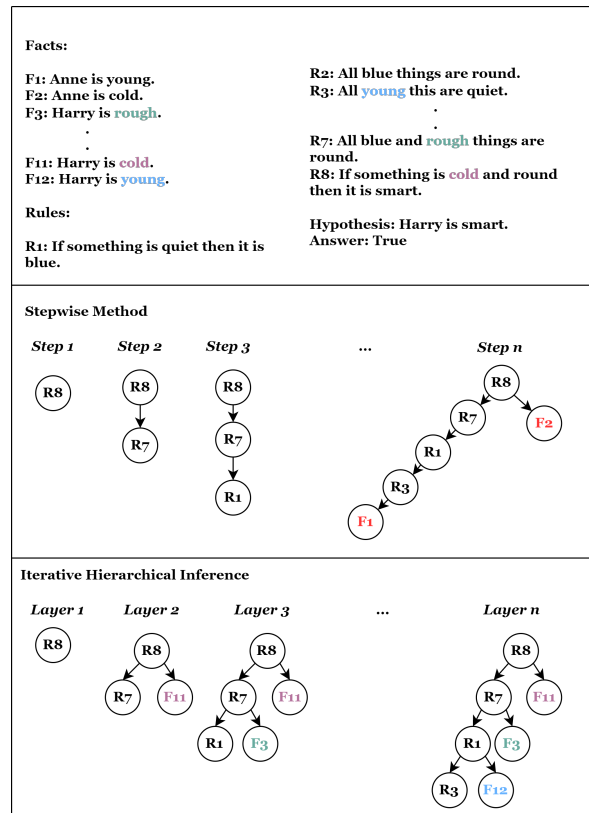 Facts:
F1: Anne is young.
F2: Anne is cold.
F3: Harry is rough.
.
.
F11: Harry is cold.
F12: Harry is young.
Rules:
R1: If something is quiet then it is
blue.
R2: All blue things are round.
R3: All young this are quiet.
.
.
R7: All blue and rough things are
round.
R8: If something is cold and round
then it is smart.
Hypothesis: Harry is smart.
Answer: True
Stepwise Method
Step 1 Step 2 Step 3 ... Step n
R8
R8
R7
R8
R7
R1
R8
R7
F2
R1
R3
F1
Iterative Hierarchical Inference
Layer 1 Layer 2 Layer 3 ... Layer n
R8
R8
R7 F11
R8
R7 F11
R1 F3
R8
R7 F11
R1 F3
R3 F12